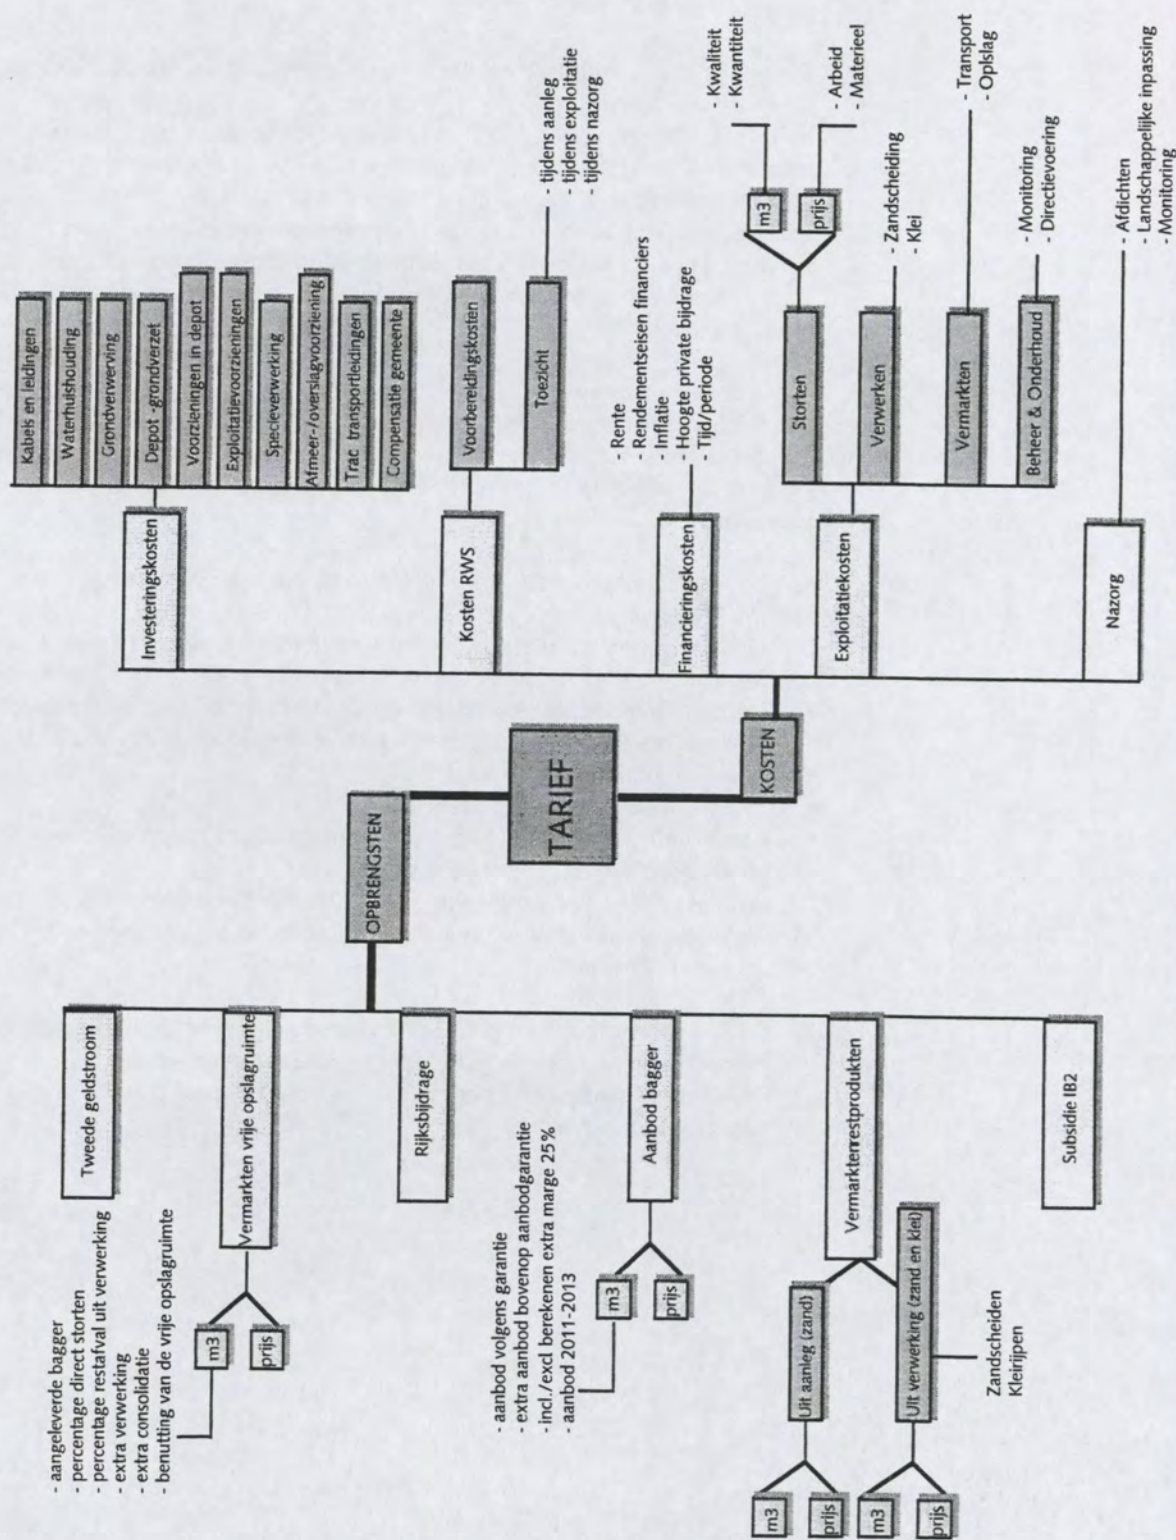 TARIEF
OPBRENGSTEN
Tweede geldstroom
Vermarkten vrije opslagruimte
m3
prijs
- aangeleverde bagger
- percentage direct storten
- percentage restafval uit verwerking
- extra verwerking
- extra consolidatie
- benutting van de vrije opslagruimte
Rijksbijdrage
Aanbod bagger
m3
prijs
- aanbod volgens garantie
- extra aanbod bovenop aanbodgarantie
- incl./excl berekenen extra marge 25%
- aanbod 2011-2013
Vermarktenrestprodukten
Uit aanleg (zand)
m3
prijs
Uit verwerking (zand en klei)
m3
prijs
Zandscheiden
Kleirijpen
Subsidie IB2
KOSTEN
Investeringskosten
Kabels en leidingen
Waterhuishouding
Grondverwerving
Depot -grondverzet
Voorzieningen in depot
Exploitatievoorzieningen
Specieverwerking
Afmeer-/overslagvoorziening
Trac transportleidingen
Compensatie gemeente
Kosten RWS
Voorbereidingskosten
Toezicht
- tijdens aanleg
- tijdens exploitatie
- tijdens nazorg
Financieringskosten
- Rente
- Rendementseisen financiers
- Inflatie
- Hoogte private bijdrage
- Tijd/periode
Exploitatiekosten
Storten
m3
- Kwaliteit
- Kwantiteit
prijs
- Arbeid
- Materieel
Verwerken
- Zandscheiding
- Klei
Vermarkten
- Transport
- Oplslag
Beheer & Onderhoud
- Monitoring
- Directievoering
Nazorg
- Afdichten
- Landschappelijke inpassing
- Monitoring